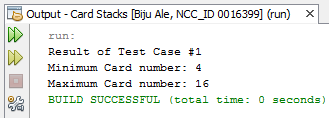 Output - Card Stacks [Biju Ale, NCC_ID 0016399] (run)
run:
Result of Test Case #1
Minimum Card number: 4
Maximum Card number: 16
BUILD SUCCESSFUL (total time: 0 seconds)